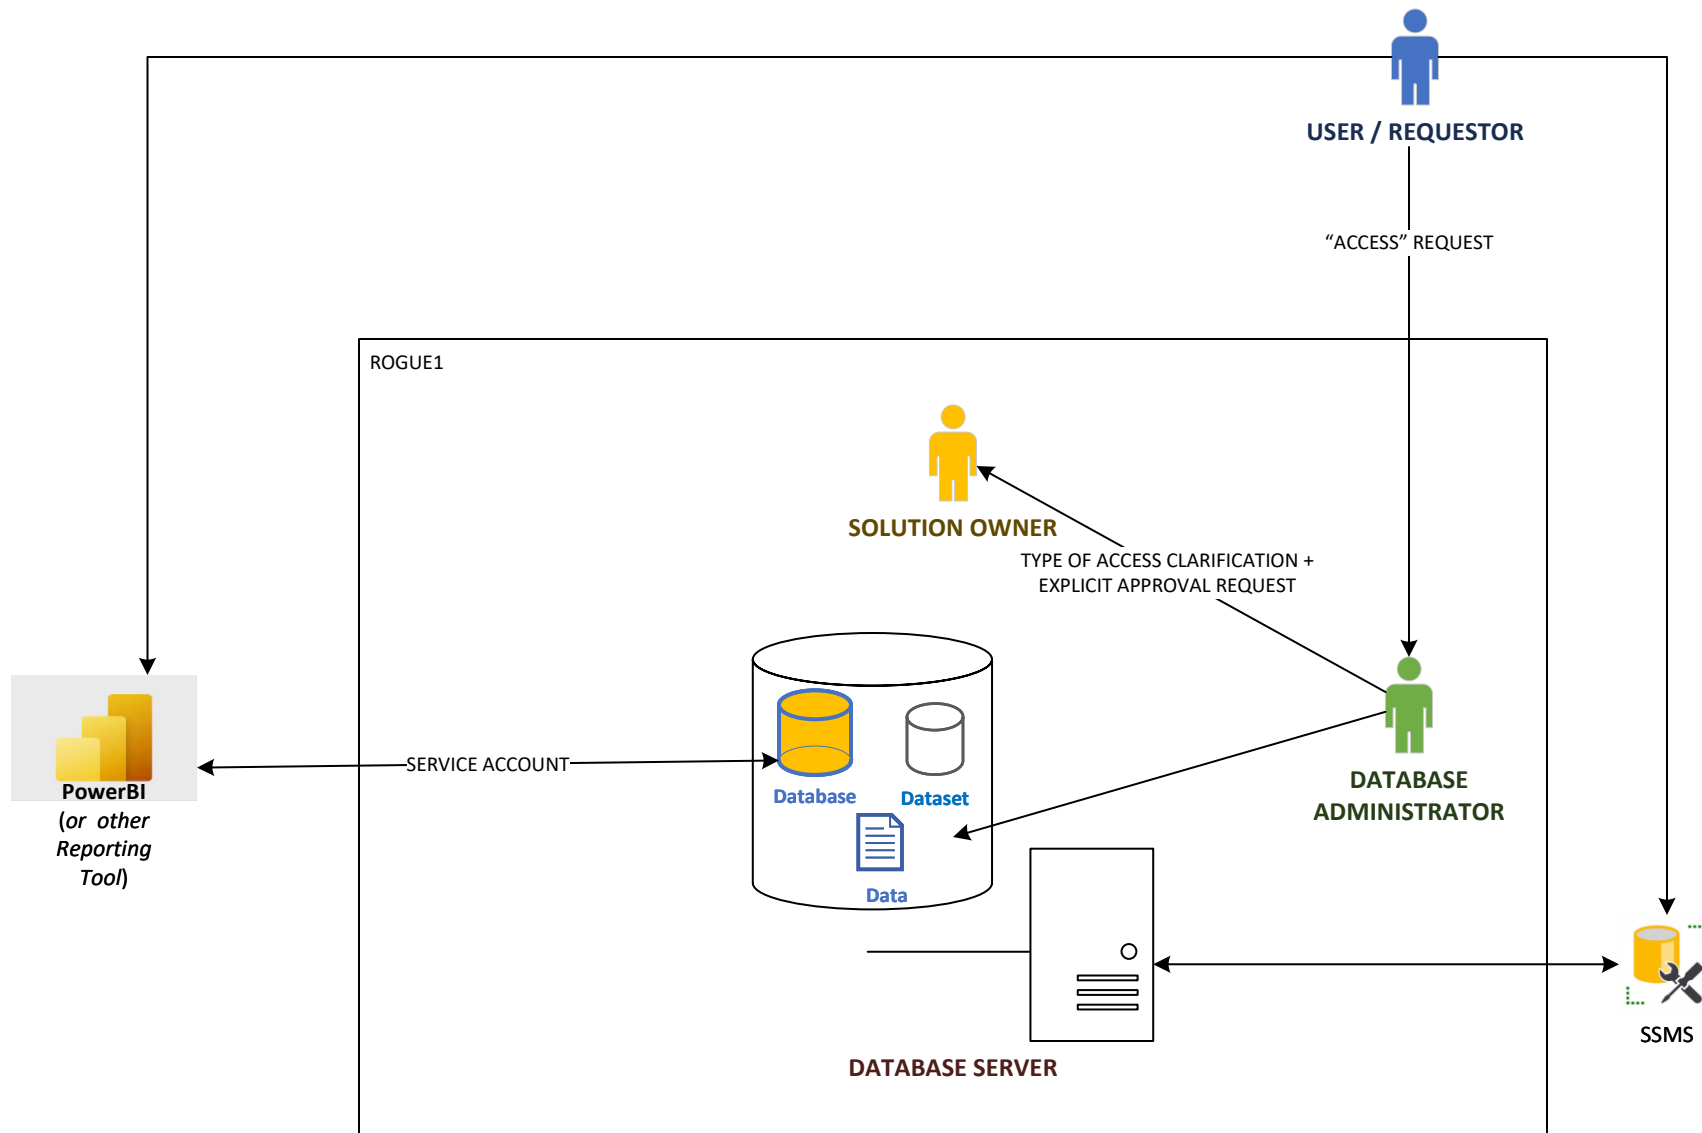 USER / REQUESTOR
“ACCESS” REQUEST
ROGUE1
SOLUTION OWNER
TYPE OF ACCESS CLARIFICATION +
EXPLICIT APPROVAL REQUEST
SERVICE ACCOUNT
PowerBI
(or other
Reporting
Tool)
Database
Dataset
Data
DATABASE
ADMINISTRATOR
DATABASE SERVER
SSMS